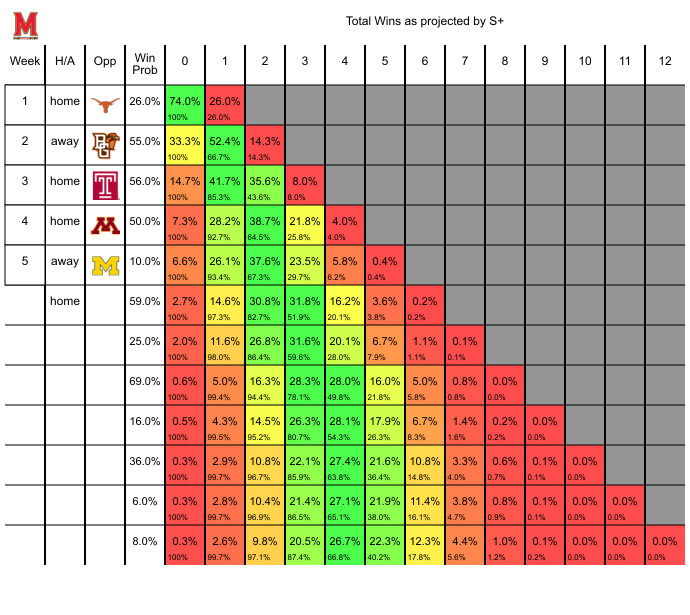 M
Total Wins as projected by S+
Week H/A Opp Win Prob 0 1 2 3 4 5 6 7 8 9 10 11 12
1 home 26.0% 74.0% 26.0%
100% 26.0%
2 away BG 55.0% 33.3% 52.4% 14.3%
100% 66.7% 14.3%
3 home T 56.0% 14.7% 41.7% 35.6% 8.0%
100% 85.3% 43.6% 8.0%
4 home M 50.0% 7.3% 28.2% 38.7% 21.8% 4.0%
100% 92.7% 64.5% 25.8% 4.0%
5 away M 10.0% 6.6% 26.1% 37.6% 23.5% 5.8% 0.4%
100% 93.4% 67.3% 29.7% 6.2% 0.4%
home 59.0% 2.7% 14.6% 30.8% 31.8% 16.2% 3.6% 0.2%
100% 97.3% 82.7% 51.9% 20.1% 3.8% 0.2%
25.0% 2.0% 11.6% 26.8% 31.6% 20.1% 6.7% 1.1% 0.1%
100% 98.0% 86.4% 59.6% 28.0% 7.9% 1.1% 0.1%
69.0% 0.6% 5.0% 16.3% 28.3% 28.0% 16.0% 5.0% 0.8% 0.0%
100% 99.4% 94.4% 78.1% 49.8% 21.8% 5.8% 0.8% 0.0%
16.0% 0.5% 4.3% 14.5% 26.3% 28.1% 17.9% 6.7% 1.4% 0.2% 0.0%
100% 99.5% 95.2% 80.7% 54.3% 26.3% 8.3% 1.6% 0.2% 0.0%
36.0% 0.3% 2.9% 10.8% 22.1% 27.4% 21.6% 10.8% 3.3% 0.6% 0.1% 0.0%
100% 99.7% 96.7% 85.9% 63.8% 36.4% 14.8% 4.0% 0.7% 0.1% 0.0%
6.0% 0.3% 2.8% 10.4% 21.4% 27.1% 21.9% 11.4% 3.8% 0.8% 0.1% 0.0% 0.0%
100% 99.7% 96.9% 86.5% 65.1% 38.0% 16.1% 4.7% 0.9% 0.1% 0.0% 0.0%
8.0% 0.3% 2.6% 9.8% 20.5% 26.7% 22.3% 12.3% 4.4% 1.0% 0.1% 0.0% 0.0% 0.0%
100% 99.7% 97.1% 87.4% 66.8% 40.2% 17.8% 5.6% 1.2% 0.2% 0.0% 0.0% 0.0%